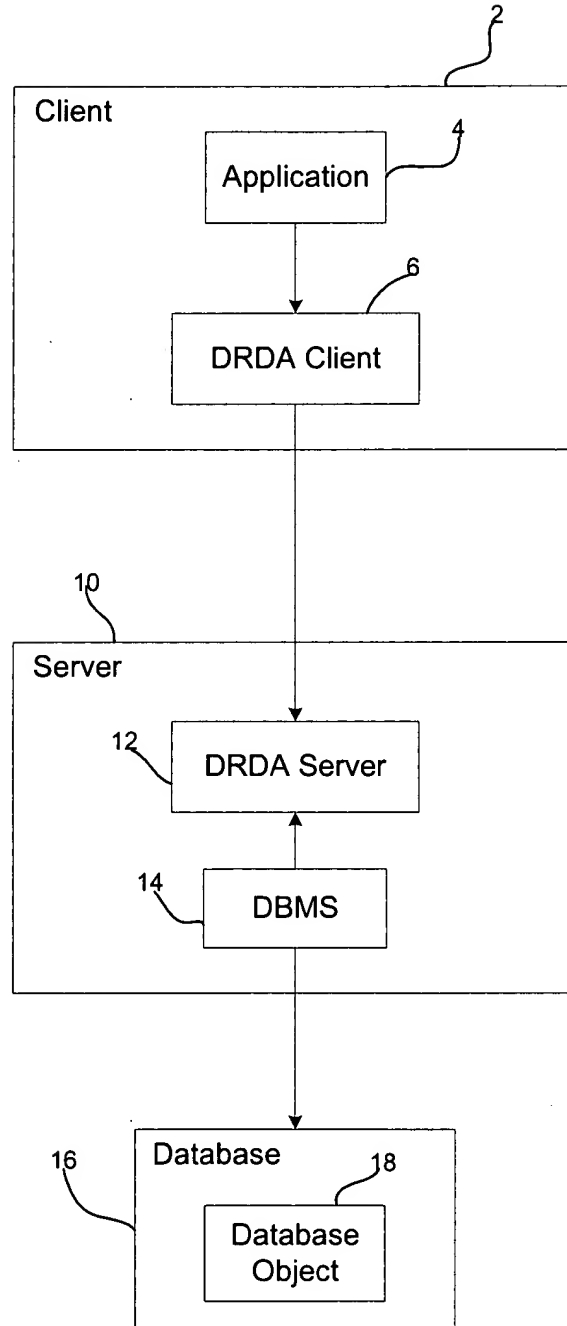 2
Client
4
Application
6
DRDA Client
10
Server
12
DRDA Server
14
DBMS
Database
16
18
Database
Object